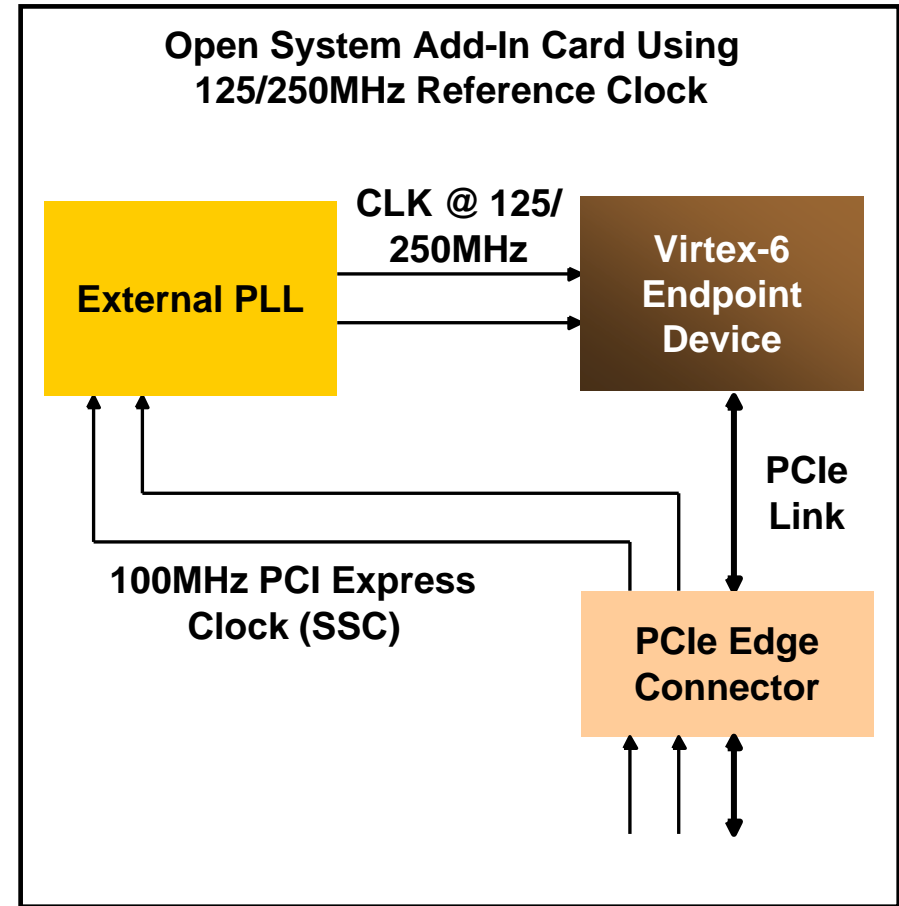 Open System Add-In Card Using
125/250MHz Reference Clock
CLK @ 125/
250MHz
External PLL
Virtex-6
Endpoint
Device
PCIe
Link
100MHz PCI Express
Clock (SSC)
PCIe Edge
Connector